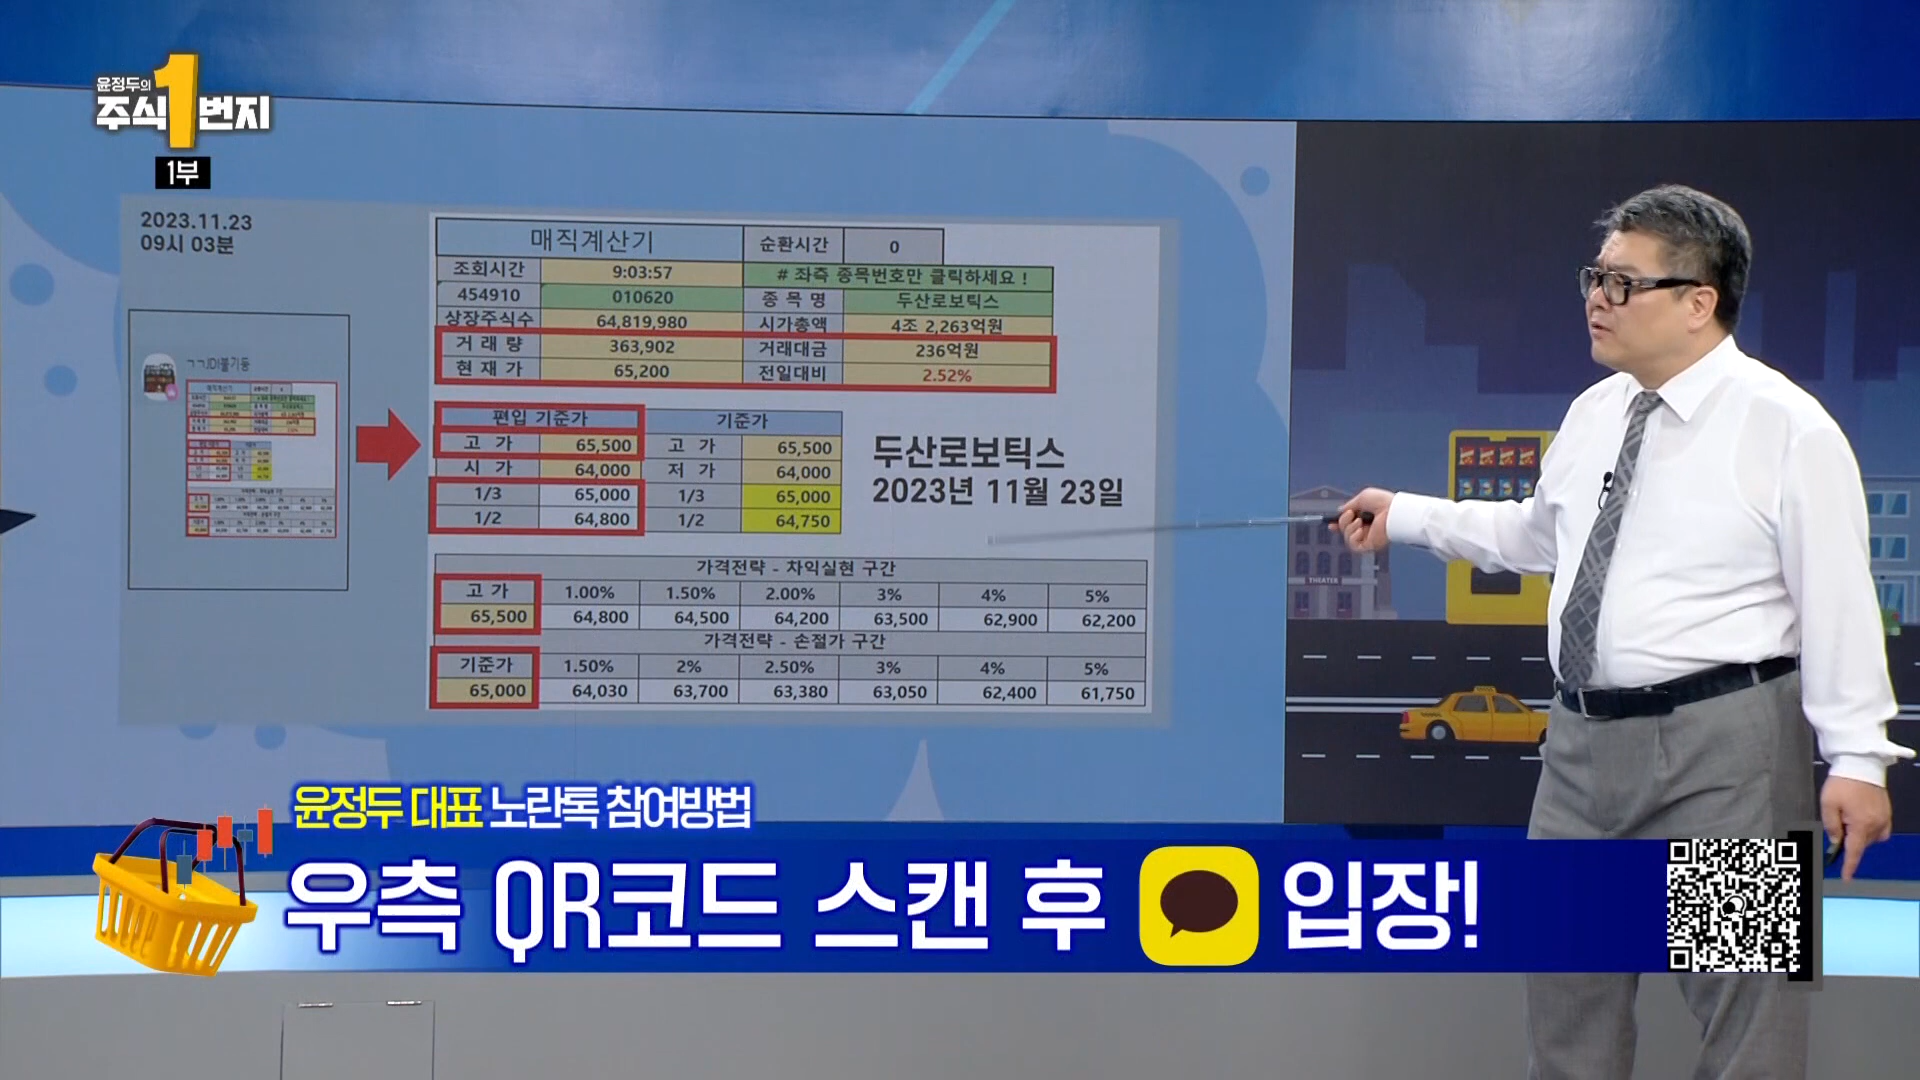 윤정두의
주식1번지
1부
2023.11.23
09시 03분
ㄱㄱJDI불기둥
매직계산기 순환시간 0
조회시간 9:03:57 # 좌측 종목번호만 클릭하세요 !
454910 010620 종 목 명 두산로보틱스
상장주식수 64,819,980 시가총액 4조 2,263억원
거 래 량 363,902 거래대금 236억원
현 재 가 65,200 전일대비 2.52%
편입 기준가 기준가
고 가 65,500 고 가 65,500
시 가 64,000 저 가 64,000
1/3 65,000 1/3 65,000
1/2 64,800 1/2 64,750
두산로보틱스
2023년 11월 23일
가격전략 - 차익실현 구간
고 가 1.00% 1.50% 2.00% 3% 4% 5%
65,500 64,800 64,500 64,200 63,500 62,900 62,200
가격전략 - 손절가 구간
기준가 1.50% 2% 2.50% 3% 4% 5%
65,000 64,030 63,700 63,380 63,050 62,400 61,750
THEATER
윤정두 대표 노란톡 참여방법
우측 QR코드 스캔 후 입장!